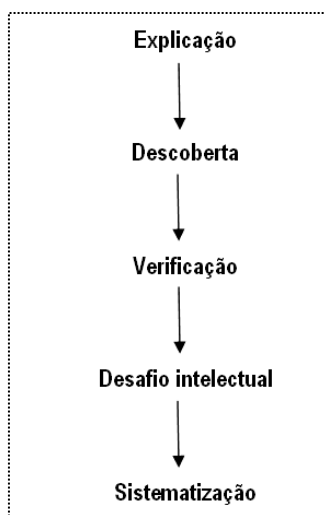 Explicação
Descoberta
Verificação
Desafio intelectual
Sistematização